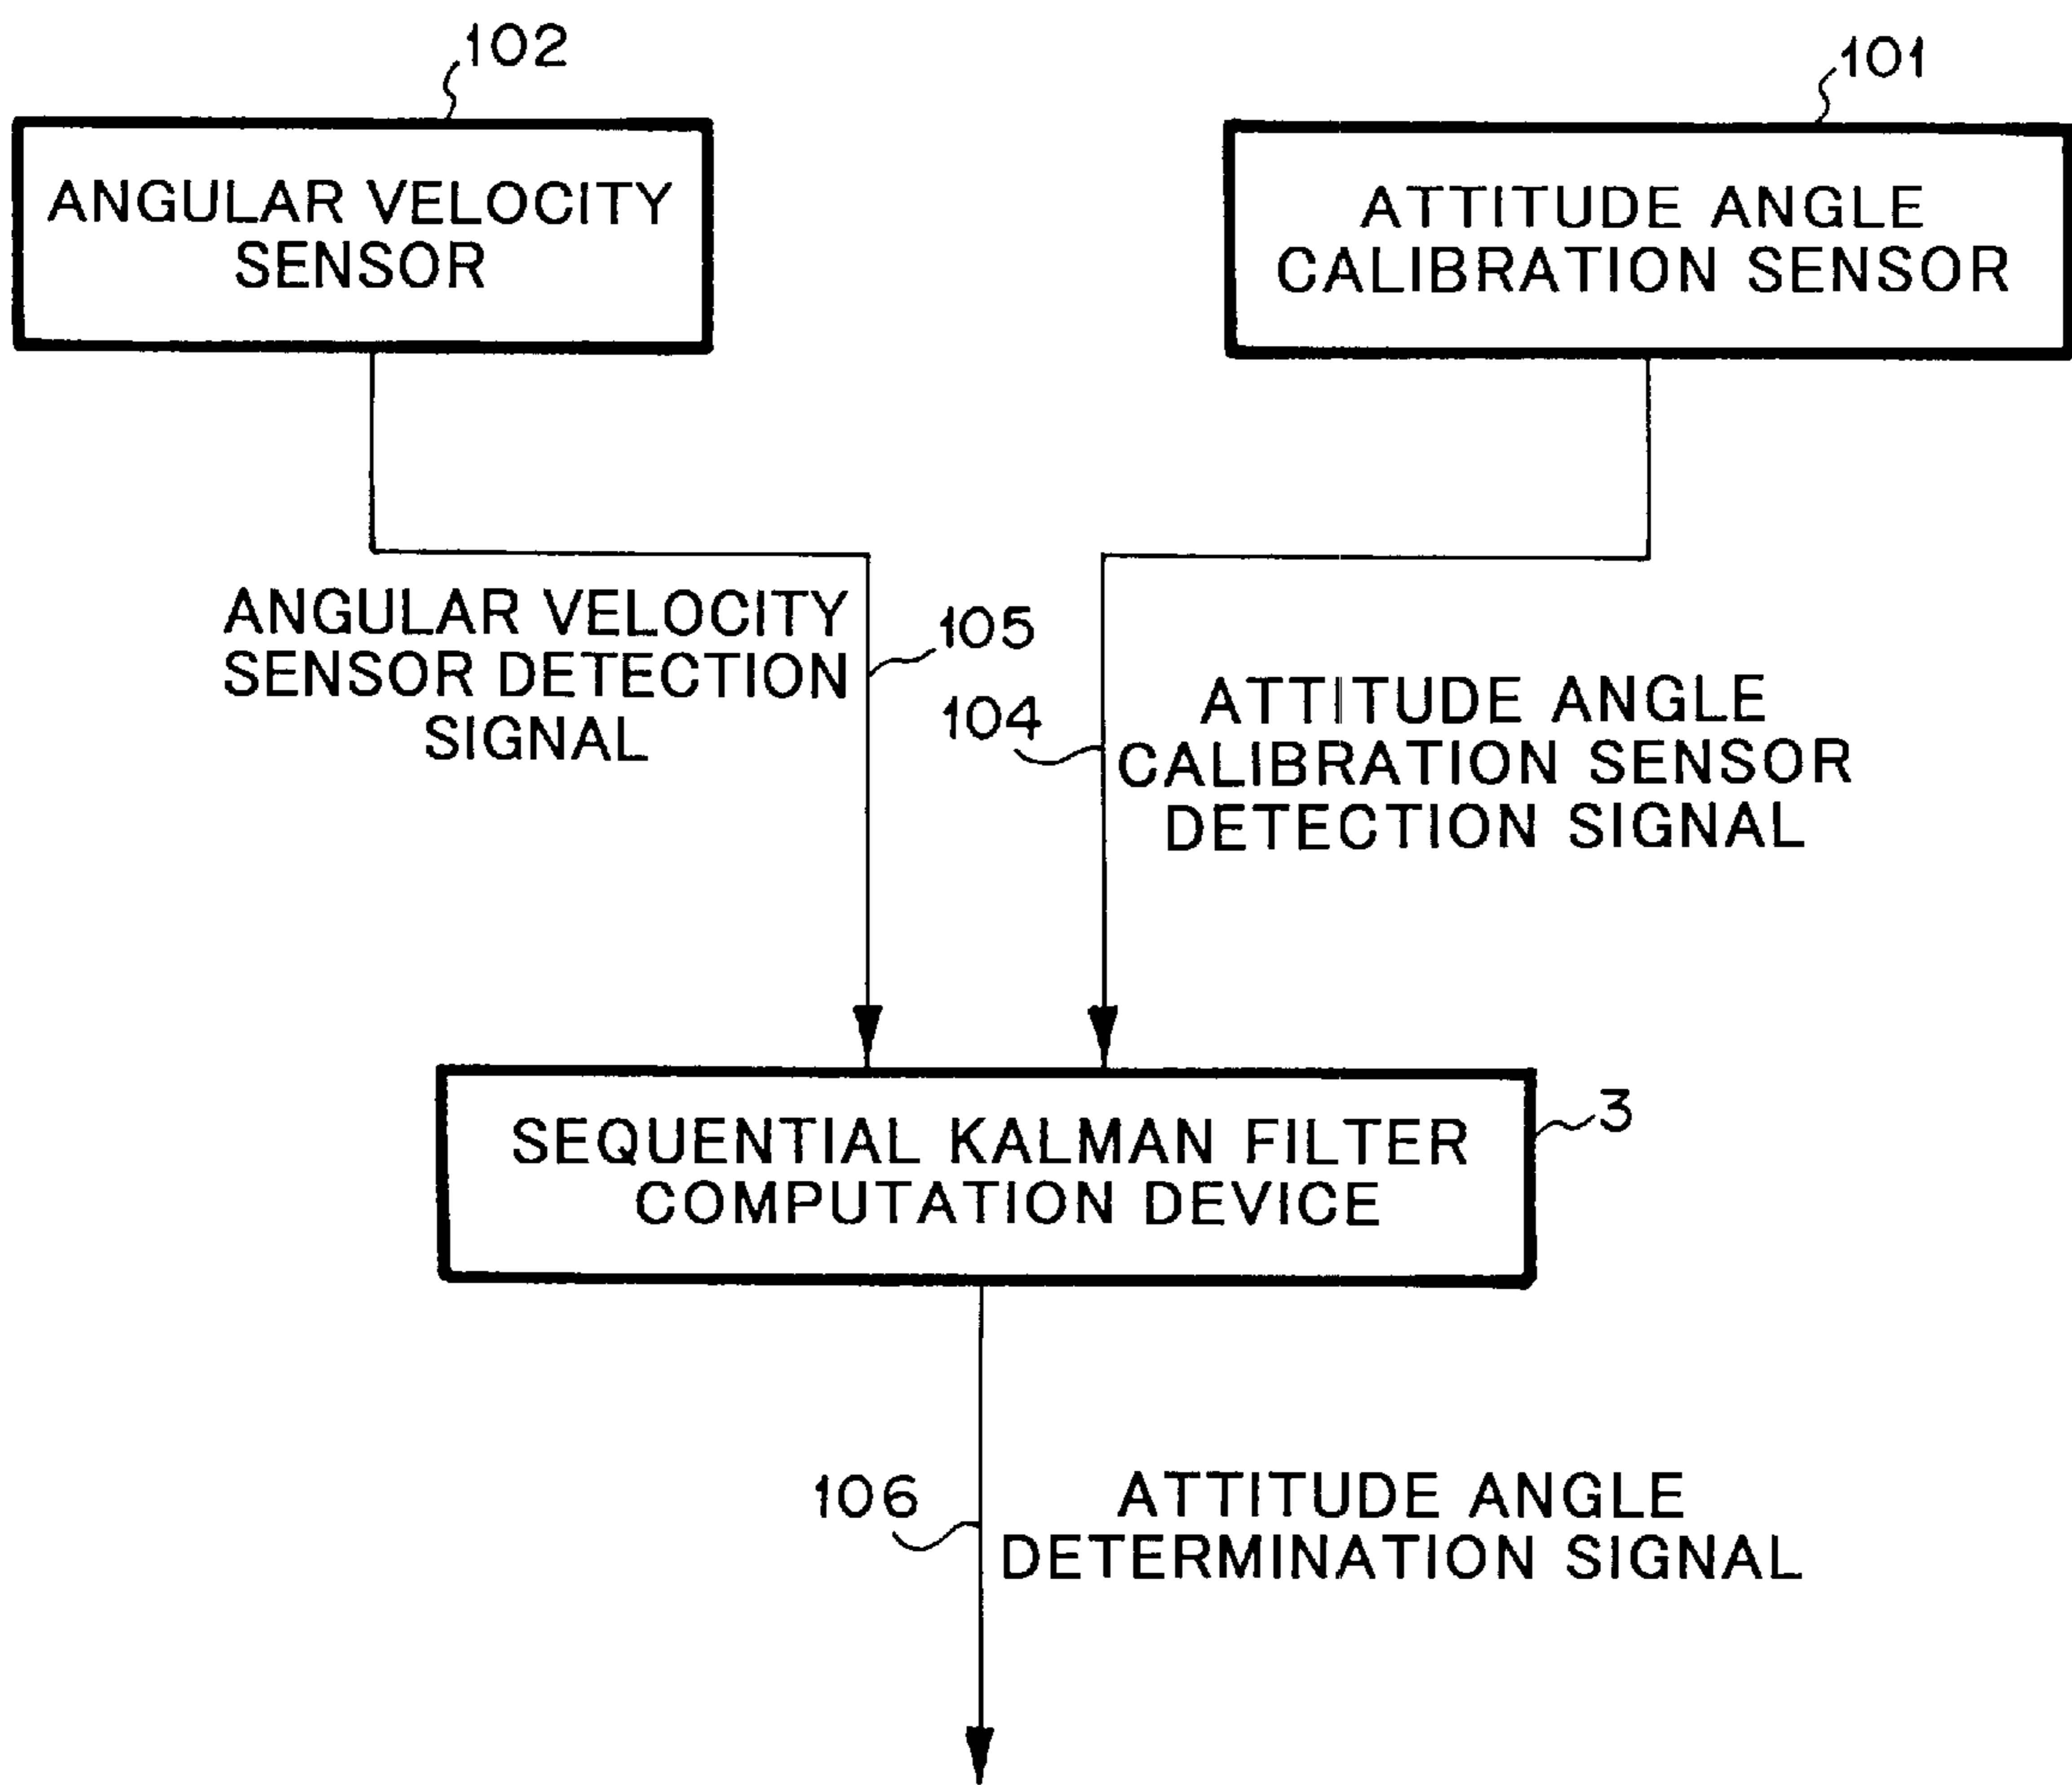 102
101
ANGULAR VELOCITY
SENSOR
ATTITUDE ANGLE
CALIBRATION SENSOR
ANGULAR VELOCITY
SENSOR DETECTION
SIGNAL
105
104
ATTITUDE ANGLE
CALIBRATION SENSOR
DETECTION SIGNAL
SEQUENTIAL KALMAN FILTER
COMPUTATION DEVICE
3
106
ATTITUDE ANGLE
DETERMINATION SIGNAL